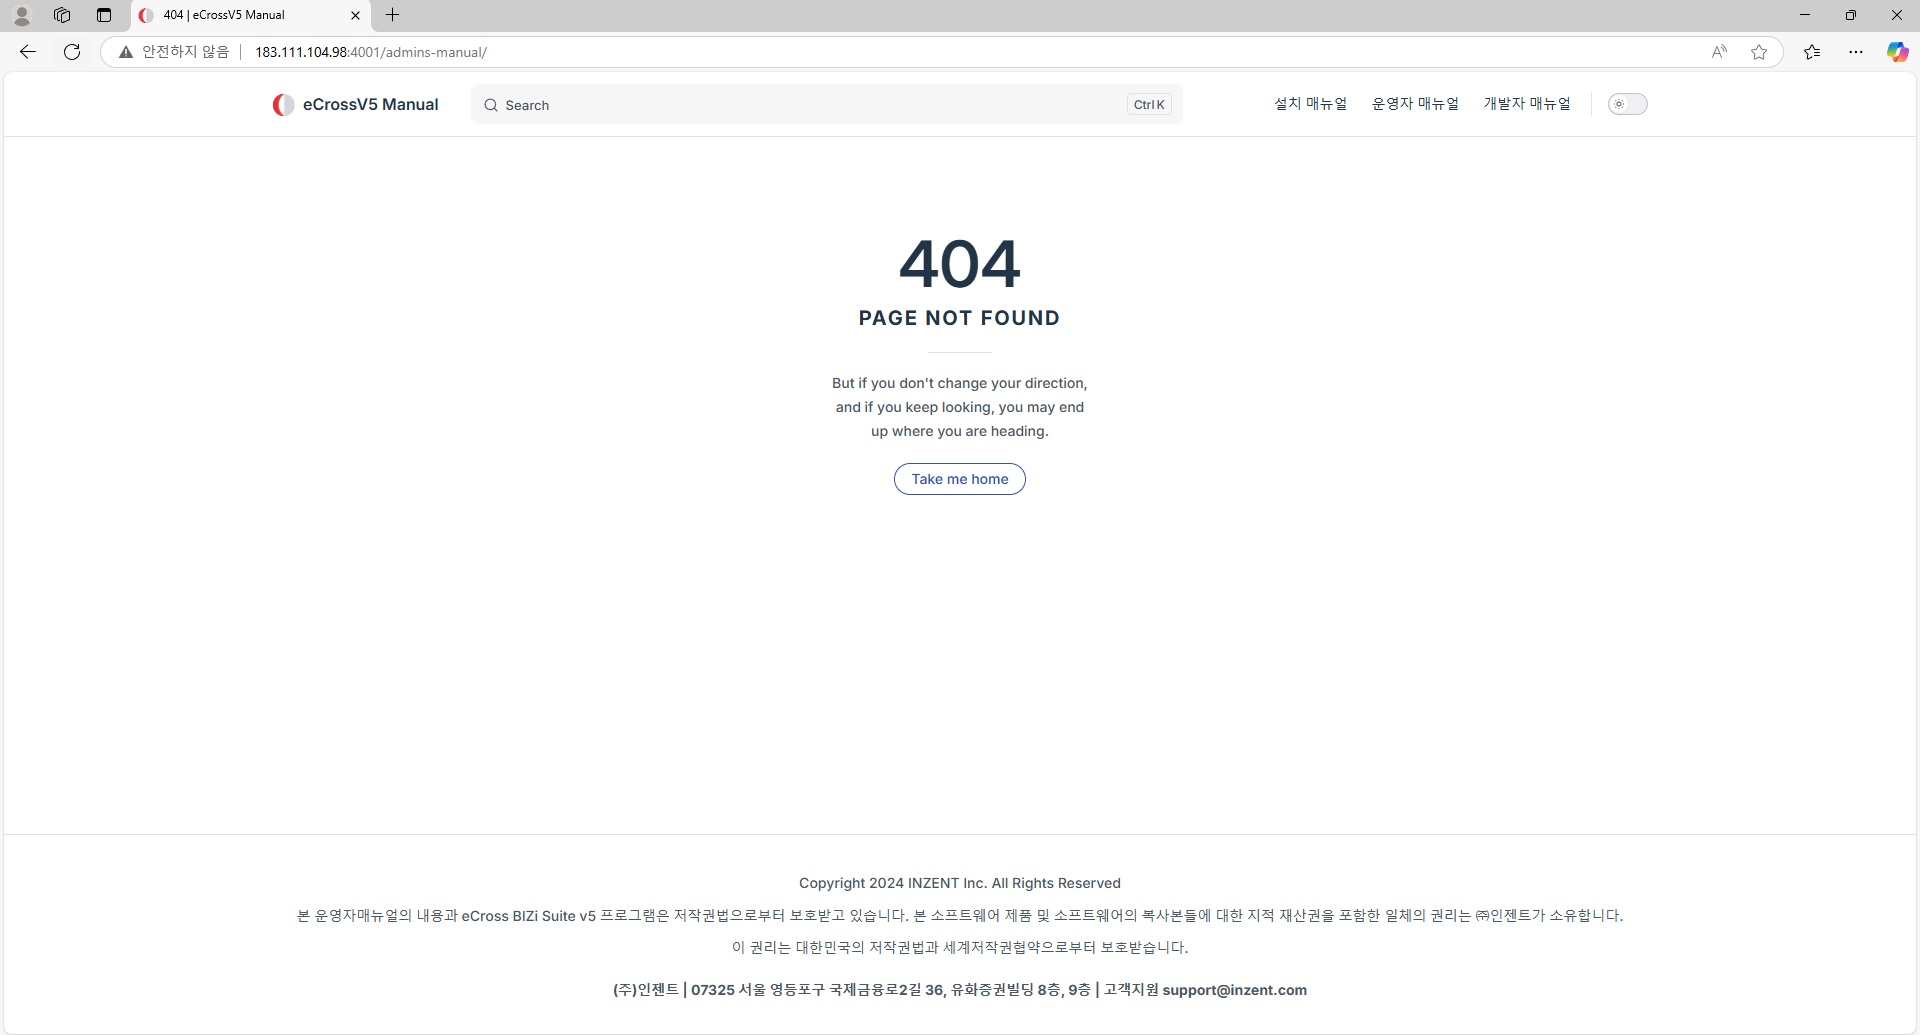 404 | eCrossV5 Manual
안전하지 않음
183.111.104.98:4001/admins-manual/
eCrossV5 Manual
Search
Ctrl K
설치 매뉴얼
운영자 매뉴얼
개발자 매뉴얼
404
PAGE NOT FOUND
But if you don't change your direction,
and if you keep looking, you may end
up where you are heading.
Take me home
Copyright 2024 INZENT Inc. All Rights Reserved
본 운영자매뉴얼의 내용과 eCross BIZi Suite v5 프로그램은 저작권법으로부터 보호받고 있습니다. 본 소프트웨어 제품 및 소프트웨어의 복사본들에 대한 지적 재산권을 포함한 일체의 권리는 ㈜인젠트가 소유합니다.
이 권리는 대한민국의 저작권법과 세계저작권협약으로부터 보호받습니다.
(주)인젠트 | 07325 서울 영등포구 국제금융로2길 36, 유화증권빌딩 8층, 9층 | 고객지원 support@inzent.com